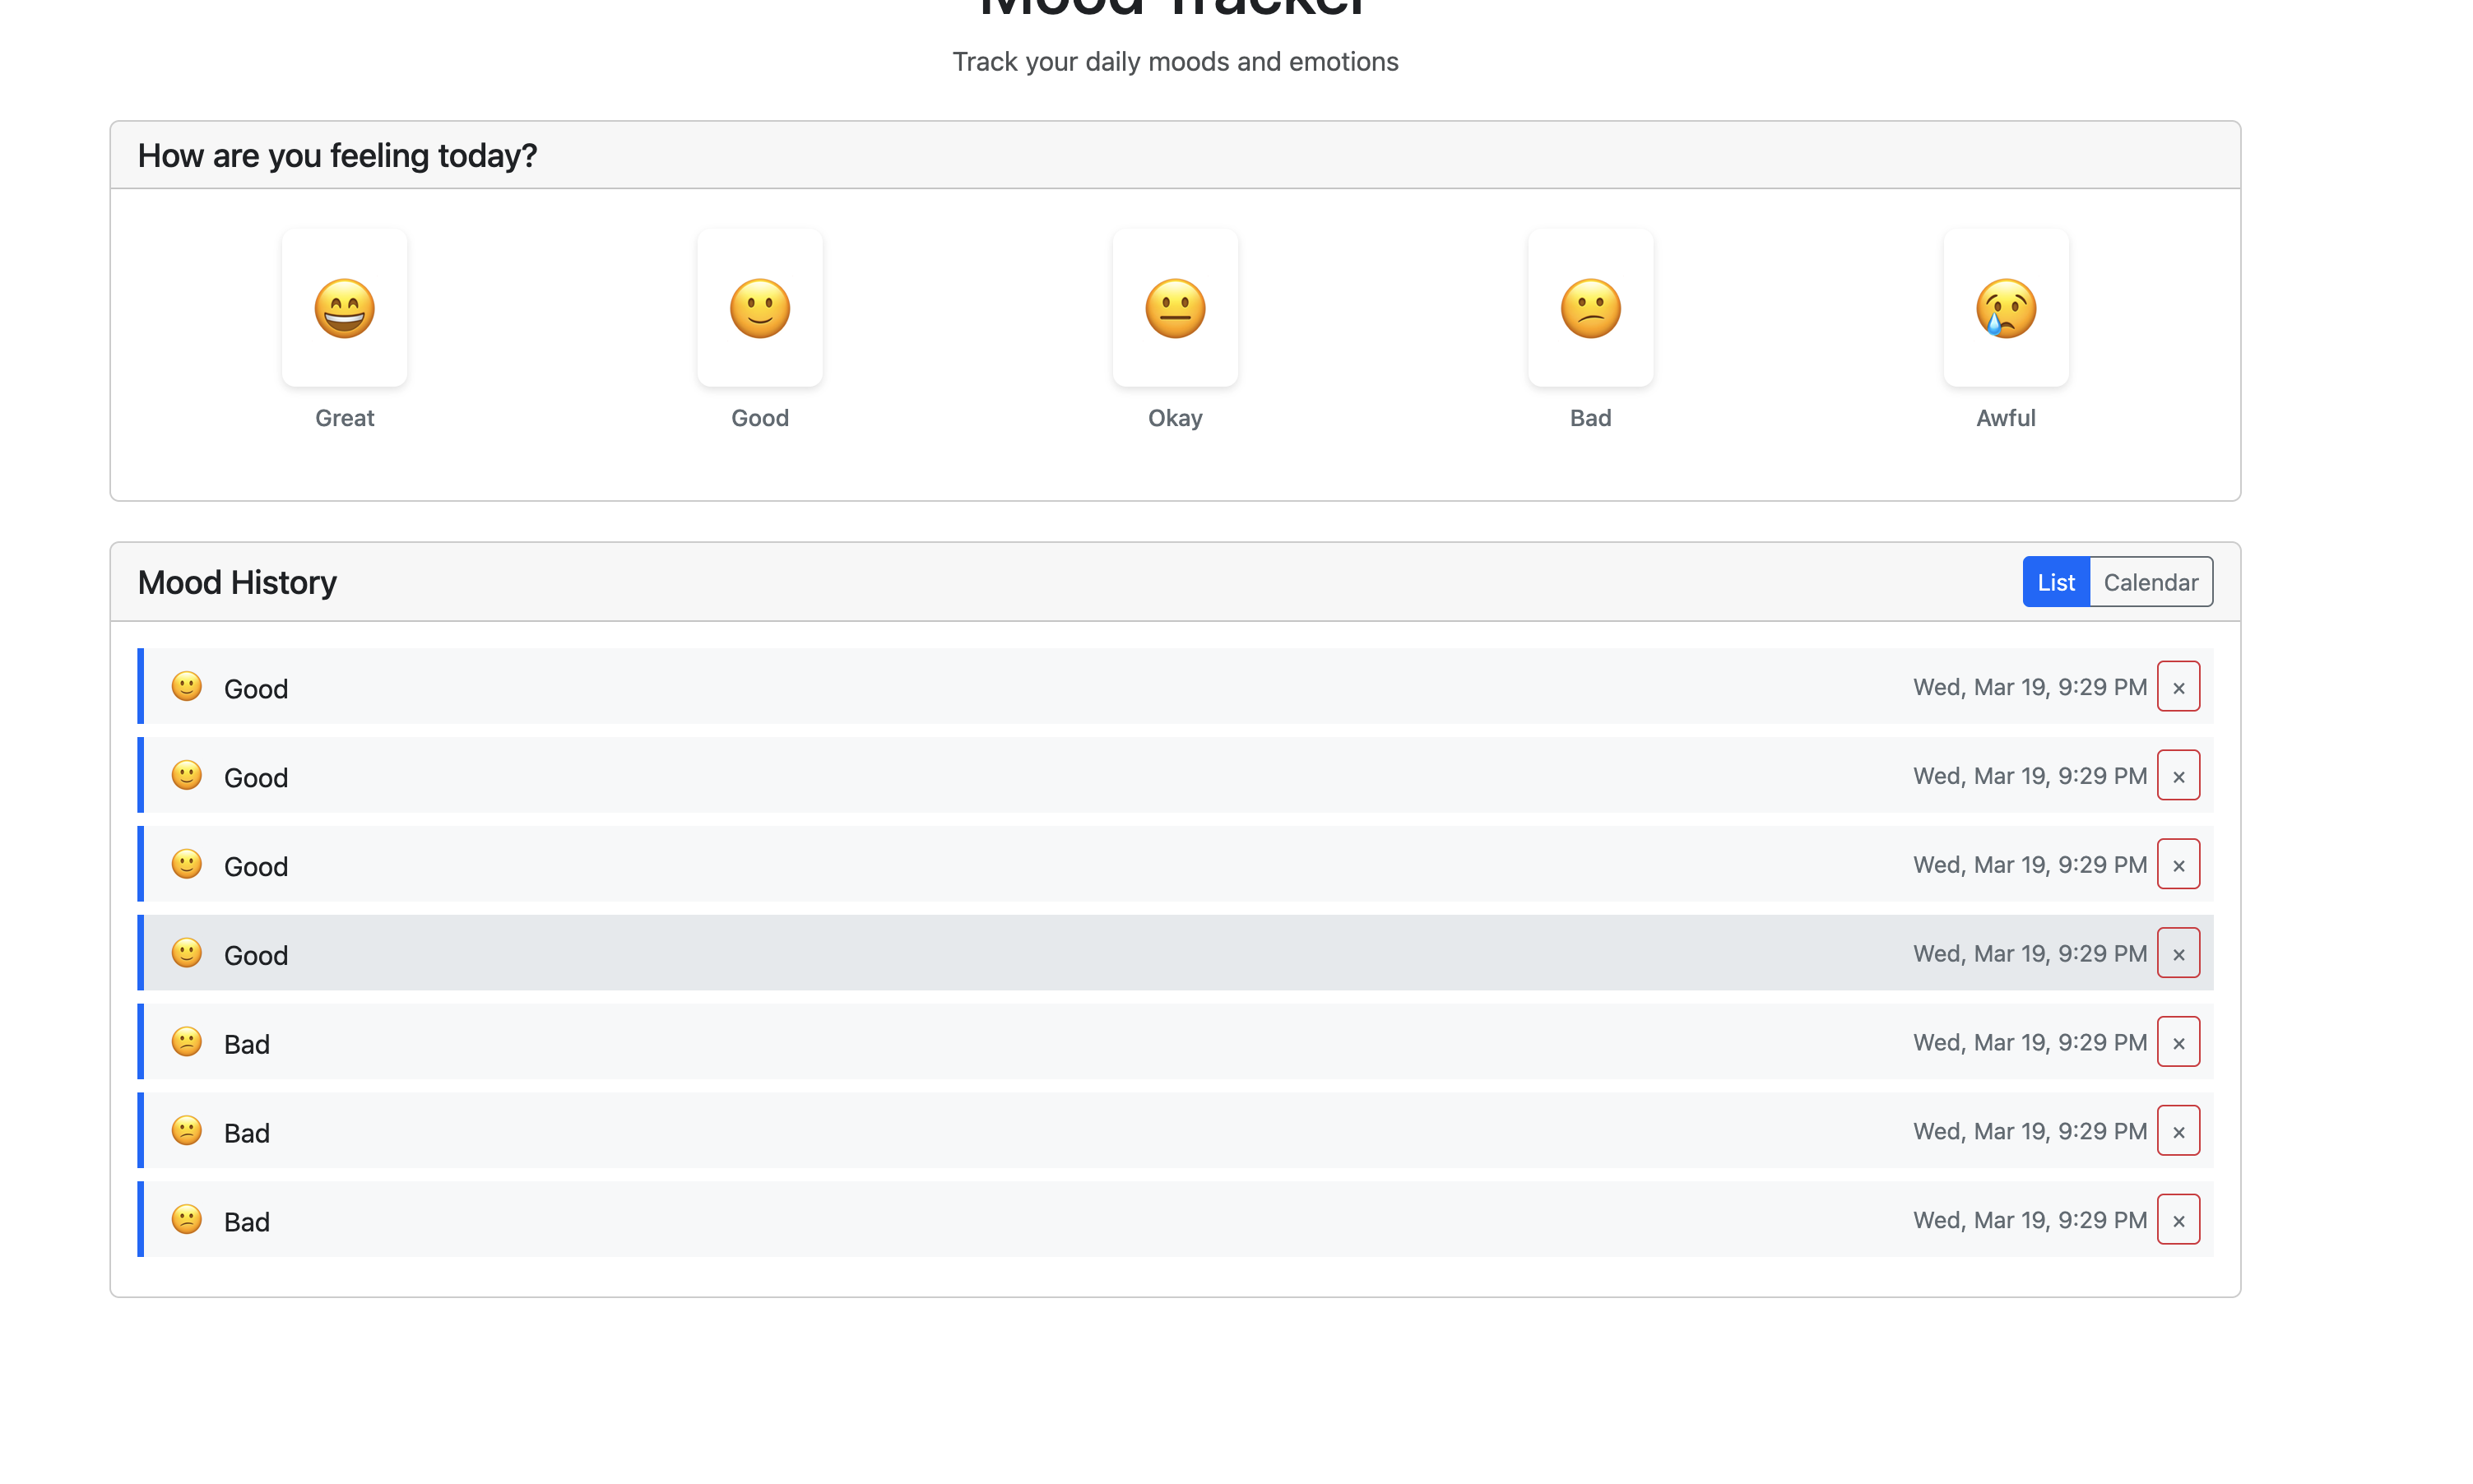 Mood Tracker
Track your daily moods and emotions
How are you feeling today?
Great Good Okay Bad Awful
Mood History List Calendar
Good Wed, Mar 19, 9:29 PM ×
Good Wed, Mar 19, 9:29 PM ×
Good Wed, Mar 19, 9:29 PM ×
Good Wed, Mar 19, 9:29 PM ×
Bad Wed, Mar 19, 9:29 PM ×
Bad Wed, Mar 19, 9:29 PM ×
Bad Wed, Mar 19, 9:29 PM ×